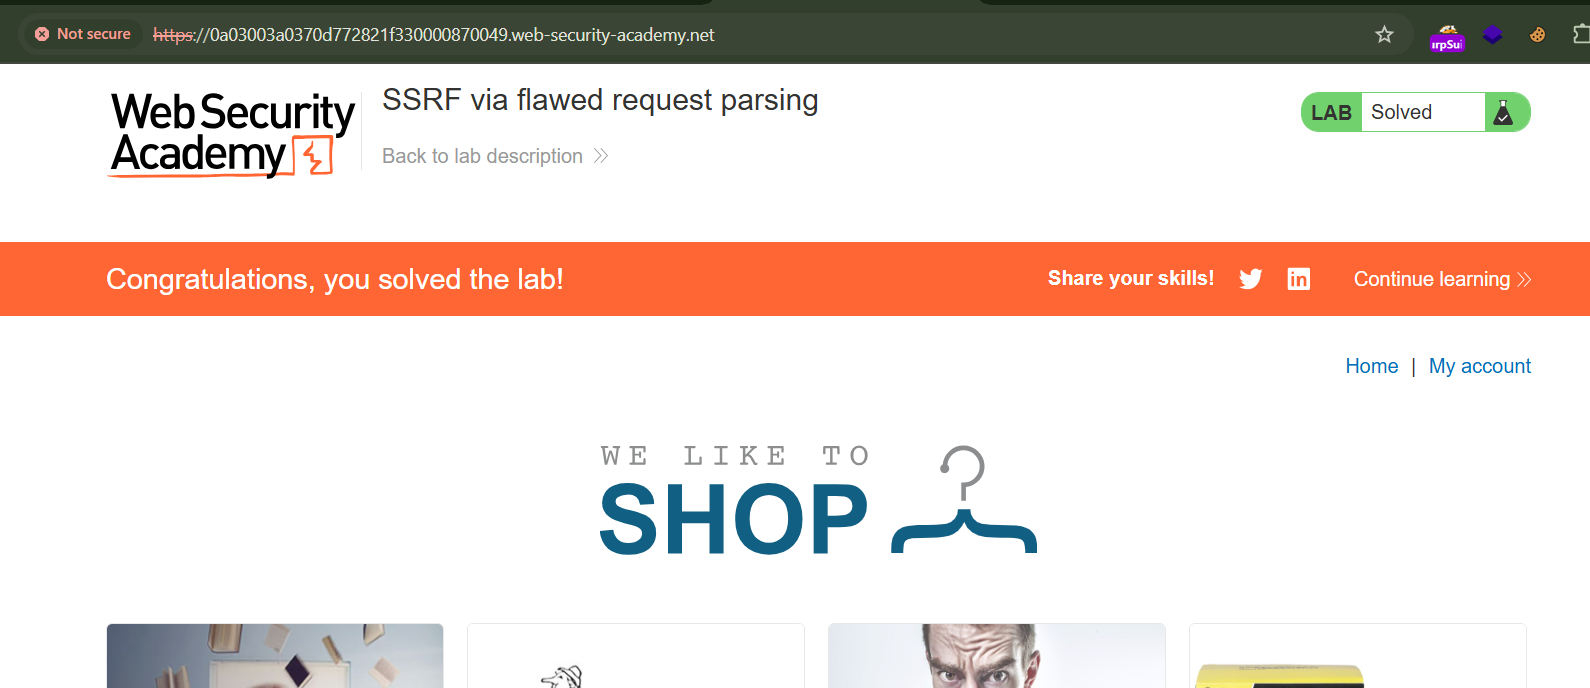 Not secure https://0a03003a0370d772821f330000870049.web-security-academy.net
urpSui
Web Security
Academy
SSRF via flawed request parsing
Back to lab description
LAB Solved
Congratulations, you solved the lab!
Share your skills!
Continue learning
Home | My account
WE LIKE TO
SHOP